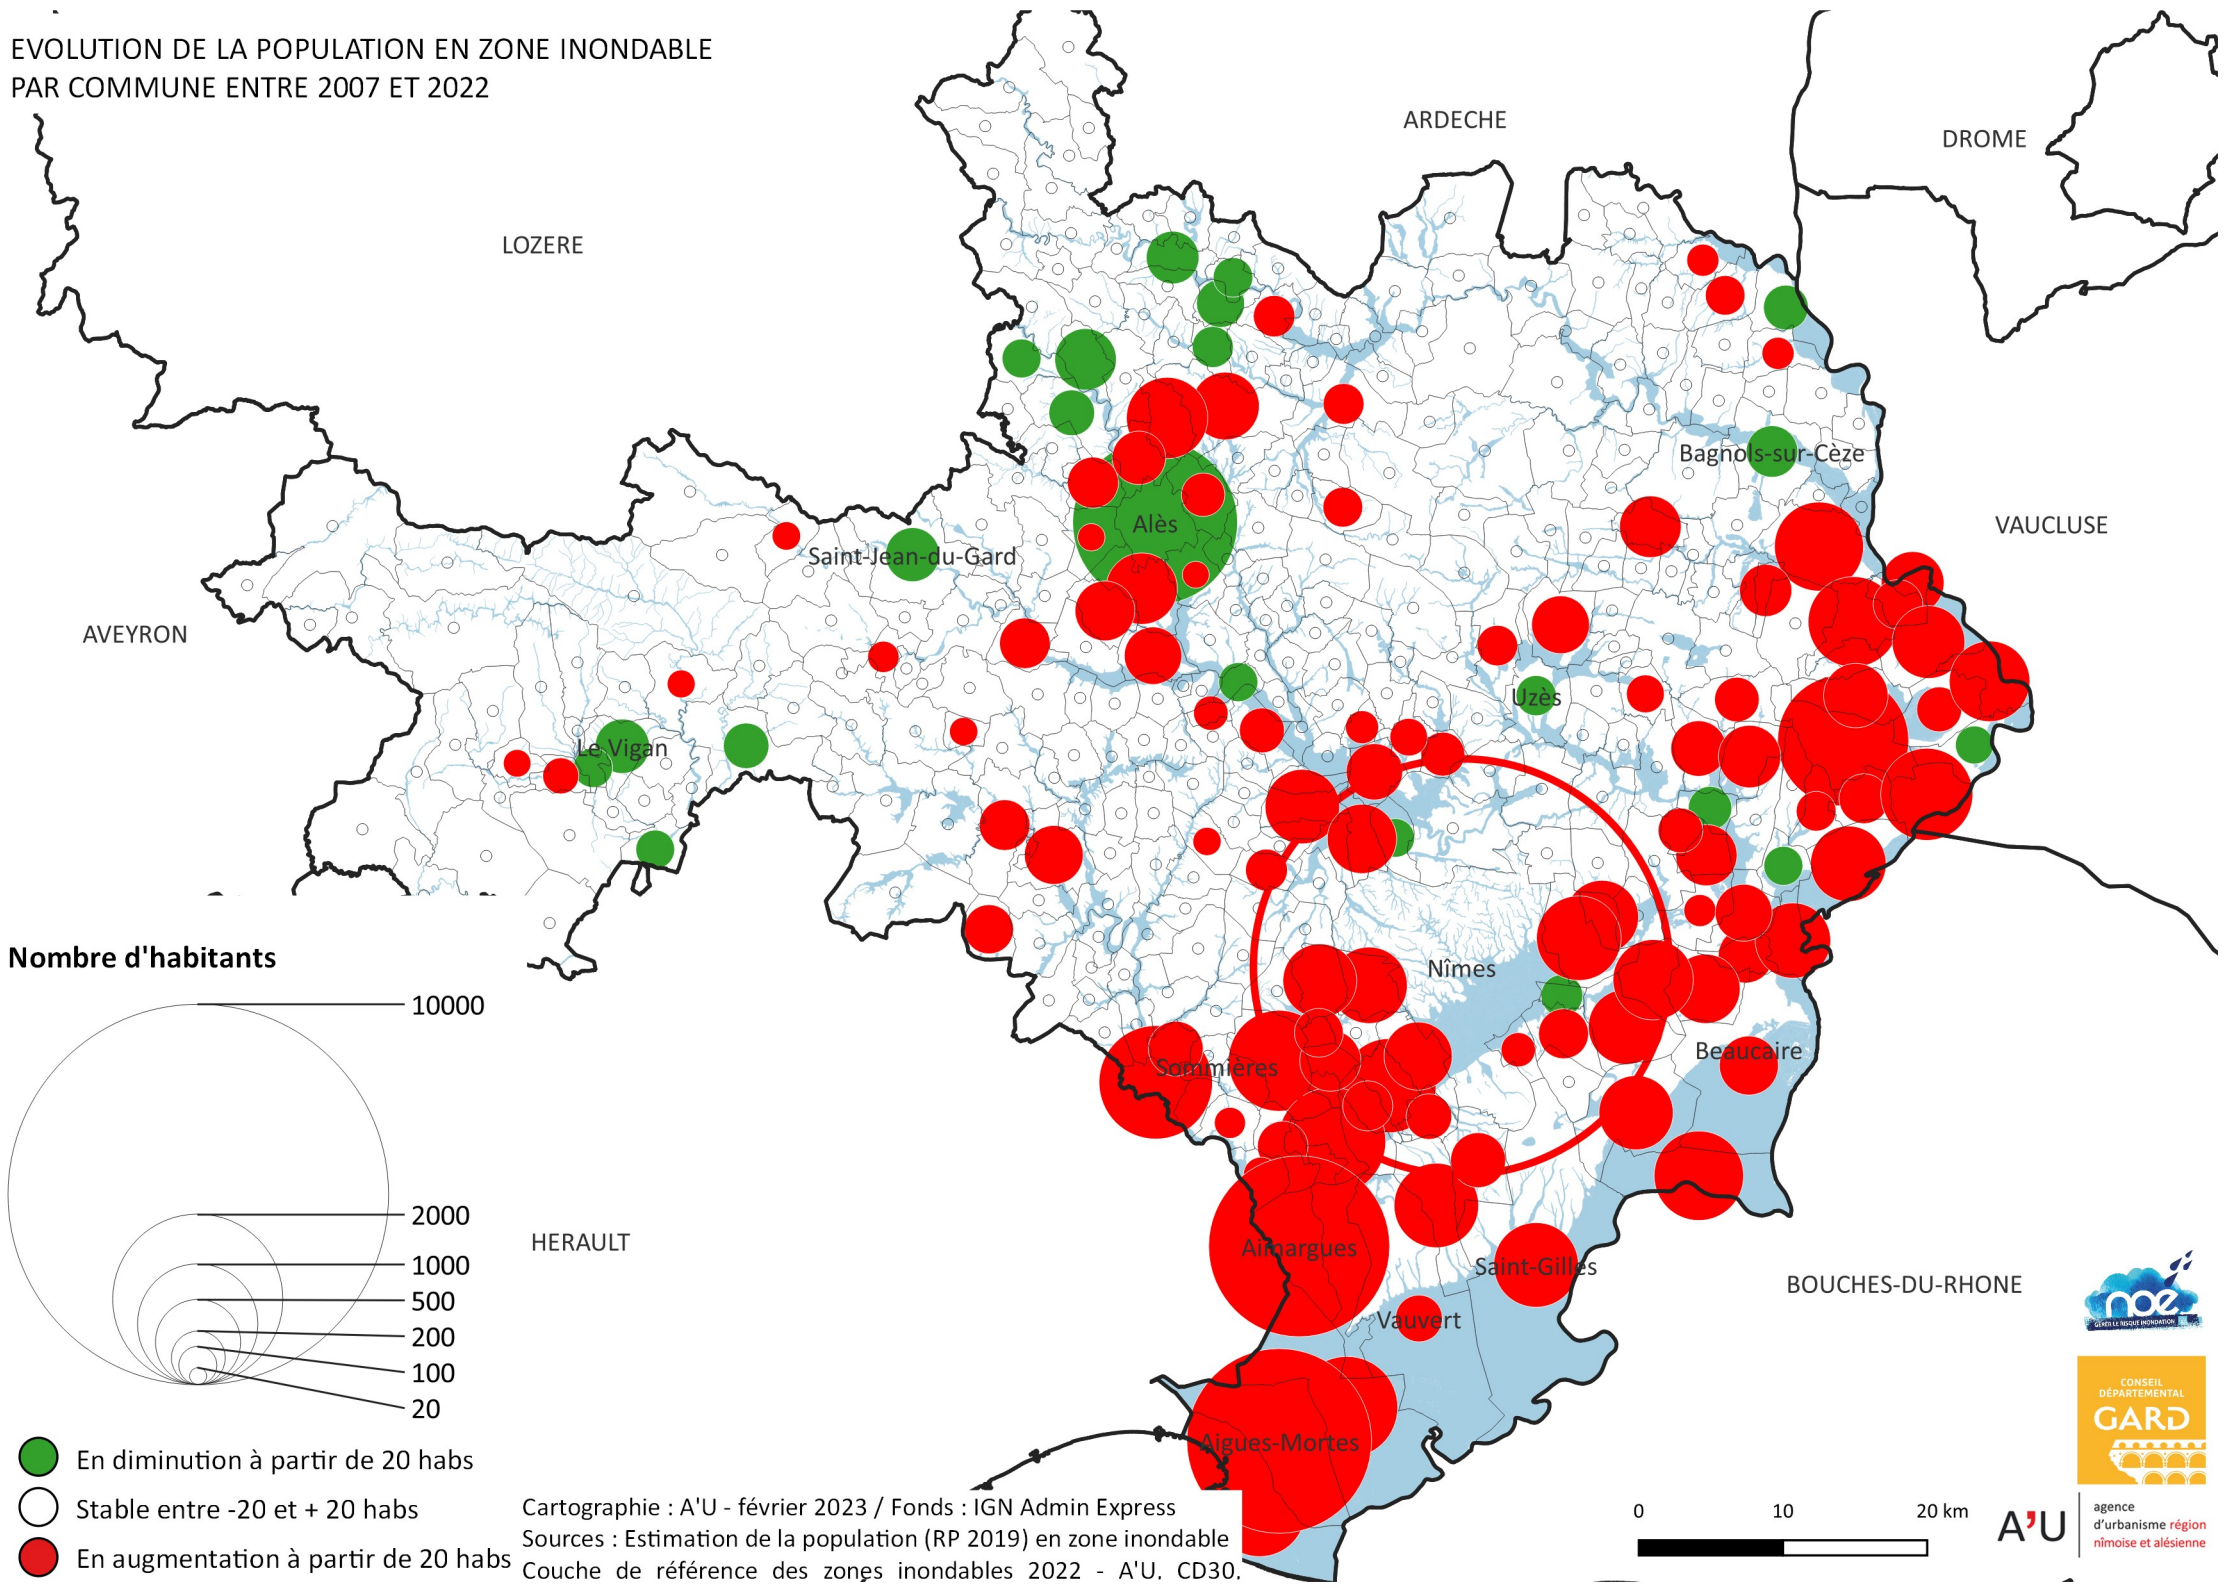 EVOLUTION DE LA POPULATION EN ZONE INONDABLE
PAR COMMUNE ENTRE 2007 ET 2022
ARDECHE
DROME
LOZERE
Bagnols-sur-Cèze
VAUCLUSE
Alès
Saint-Jean-du-Gard
AVEYRON
Uzès
Le Vigan
Nîmes
Beaucaire
Sommières
HERAULT
Aimargues
Saint-Gilles
BOUCHES-DU-RHONE
Vauvert
Aigues-Mortes
Nombre d'habitants
10000
2000
1000
500
200
100
20
En diminution à partir de 20 habs
Stable entre -20 et + 20 habs
En augmentation à partir de 20 habs
Cartographie : A'U - février 2023 / Fonds : IGN Admin Express
Sources : Estimation de la population (RP 2019) en zone inondable
Couche de référence des zones inondables 2022 - A'U, CD30,
0 10 20 km
noe
GÉRER LE RISQUE INONDATION
CONSEIL
DÉPARTEMENTAL
GARD
A'U
agence
d'urbanisme région
nîmoise et alésienne